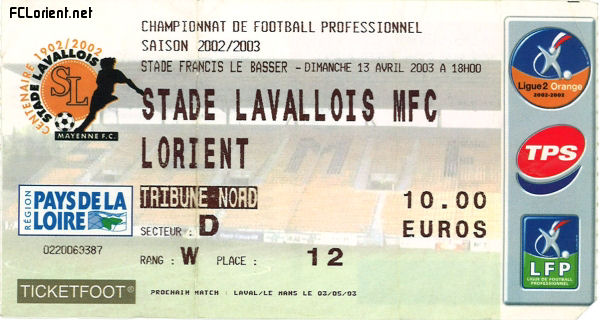 FCLorient.net
CHAMPIONNAT DE FOOTBALL PROFESSIONNEL
SAISON 2002/2003
STADE FRANCIS LE BASSER - DIMANCHE 13 AVRIL 2003 A 18H00
CENTENAIRE 1902/2002
STADE LAVALLOIS
SL
MAYENNE F.C.
STADE LAVALLOIS MFC
LORIENT
TRIBUNE NORD
10.00
EUROS
SECTEUR : D
RANG : W PLACE : 12
RÉGION
PAYS DE LA
LOIRE
0220069387
TICKETFOOT®
PROCHAIN MATCH : LAVAL/LE MANS LE 03/05/03
Ligue2 Orange
2002-2003
TPS
LFP
LIGUE DE FOOTBALL
PROFESSIONNEL